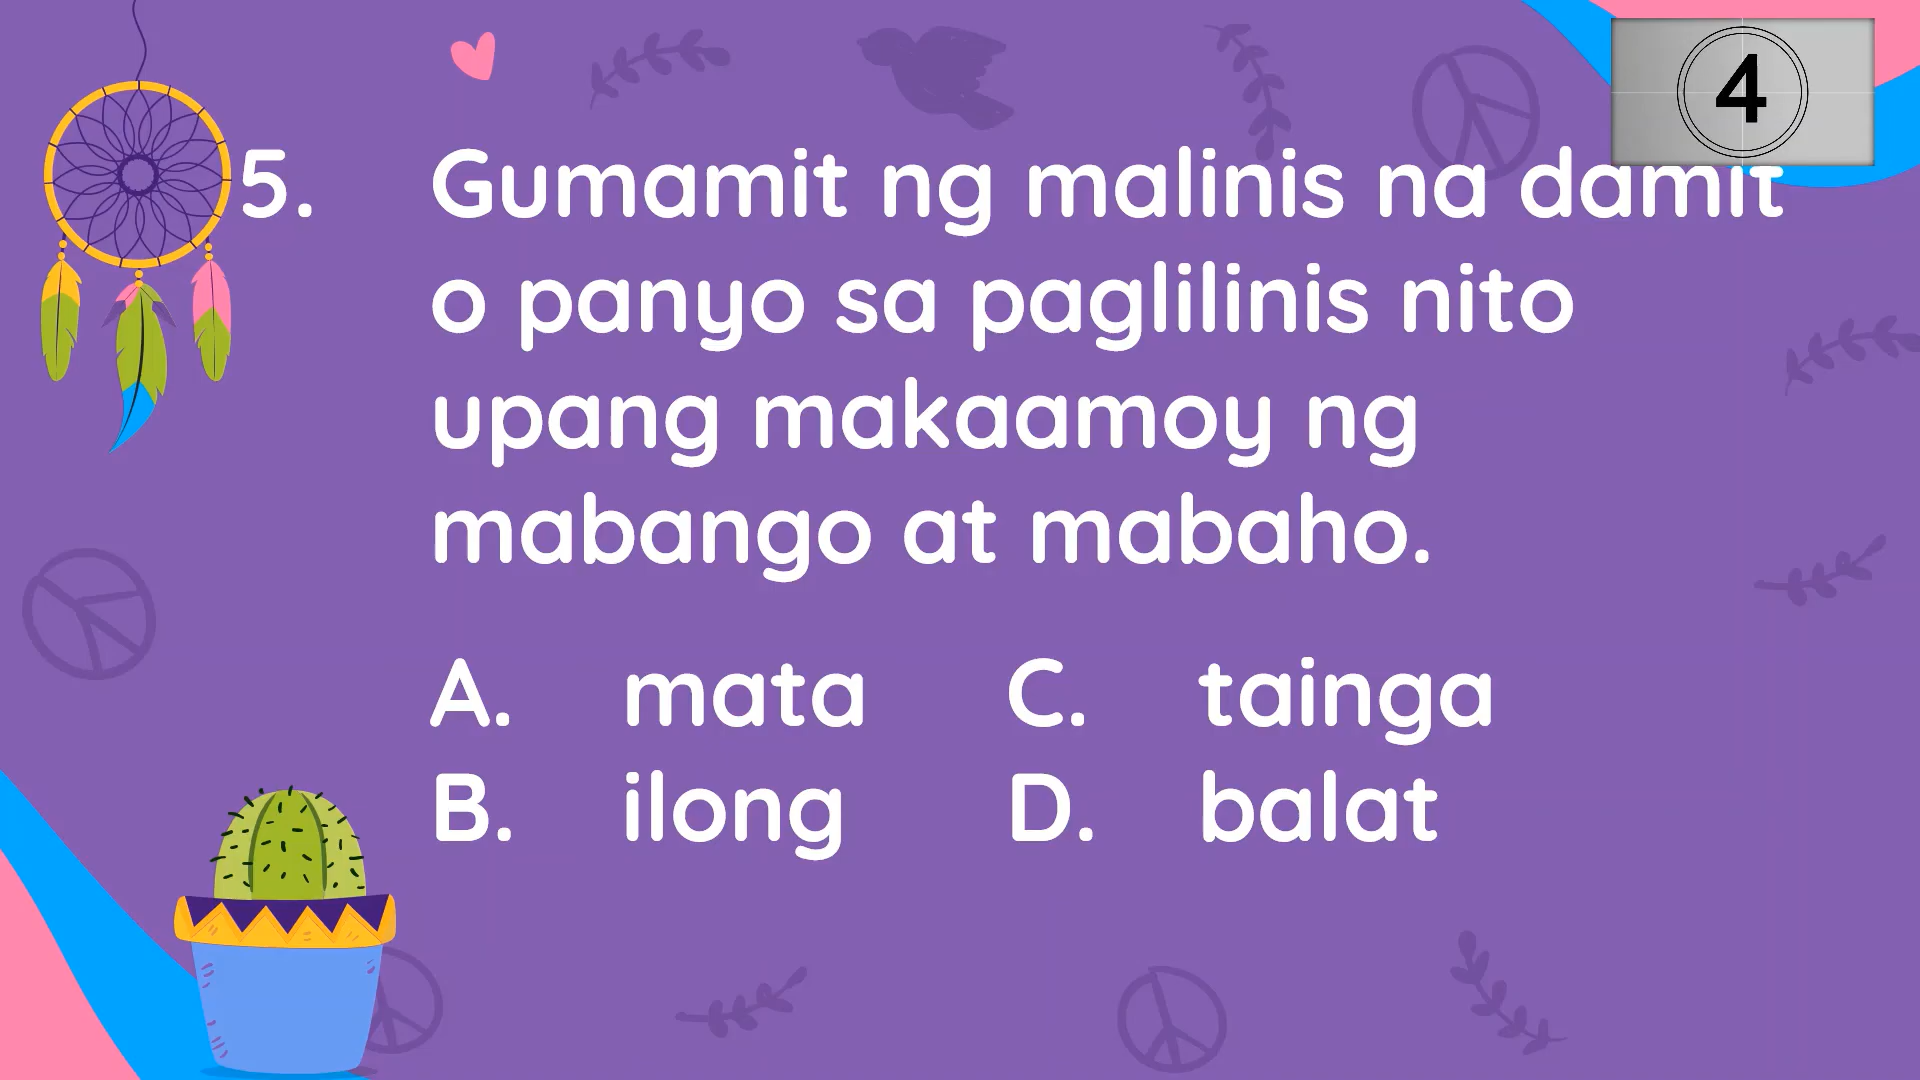 4
5. Gumamit ng malinis na damit
o panyo sa paglilinis nito
upang makaamoy ng
mabango at mabaho.
A. mata C. tainga
B. ilong D. balat